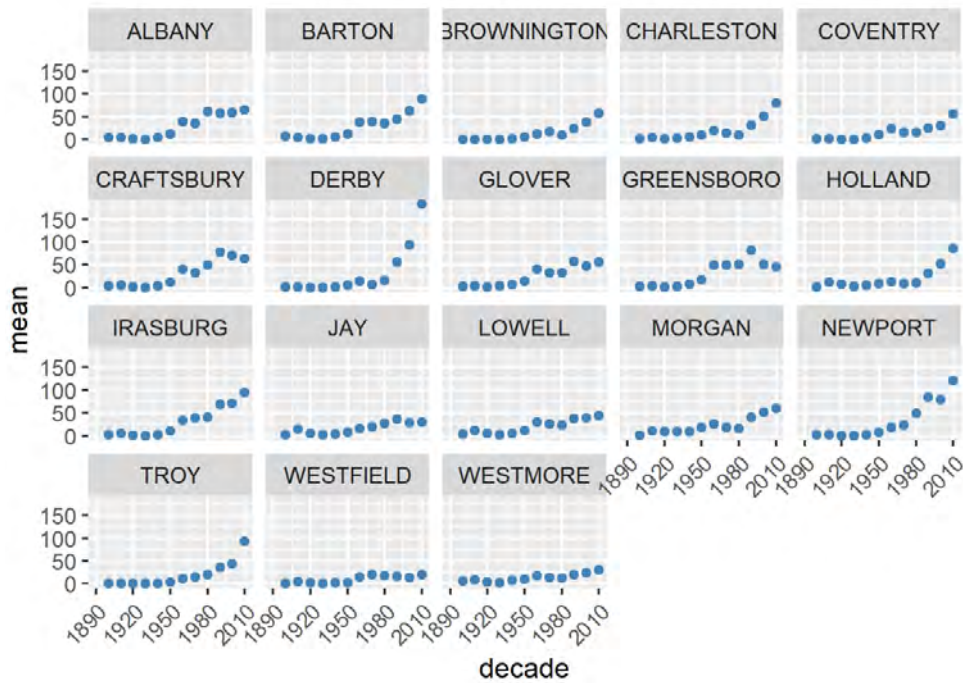 ALBANY BARTON BROWNINGTON CHARLESTON COVENTRY
150
100
50
0
CRAFTSBURY DERBY GLOVER GREENSBORO HOLLAND
150
100
50
0
mean
IRASBURG JAY LOWELL MORGAN NEWPORT
150
100
50
0
1890 1920 1950 1980 2010 1890 1920 1950 1980 2010
TROY WESTFIELD WESTMORE
150
100
50
0
1890 1920 1950 1980 2010 1890 1920 1950 1980 2010 1890 1920 1950 1980 2010
decade